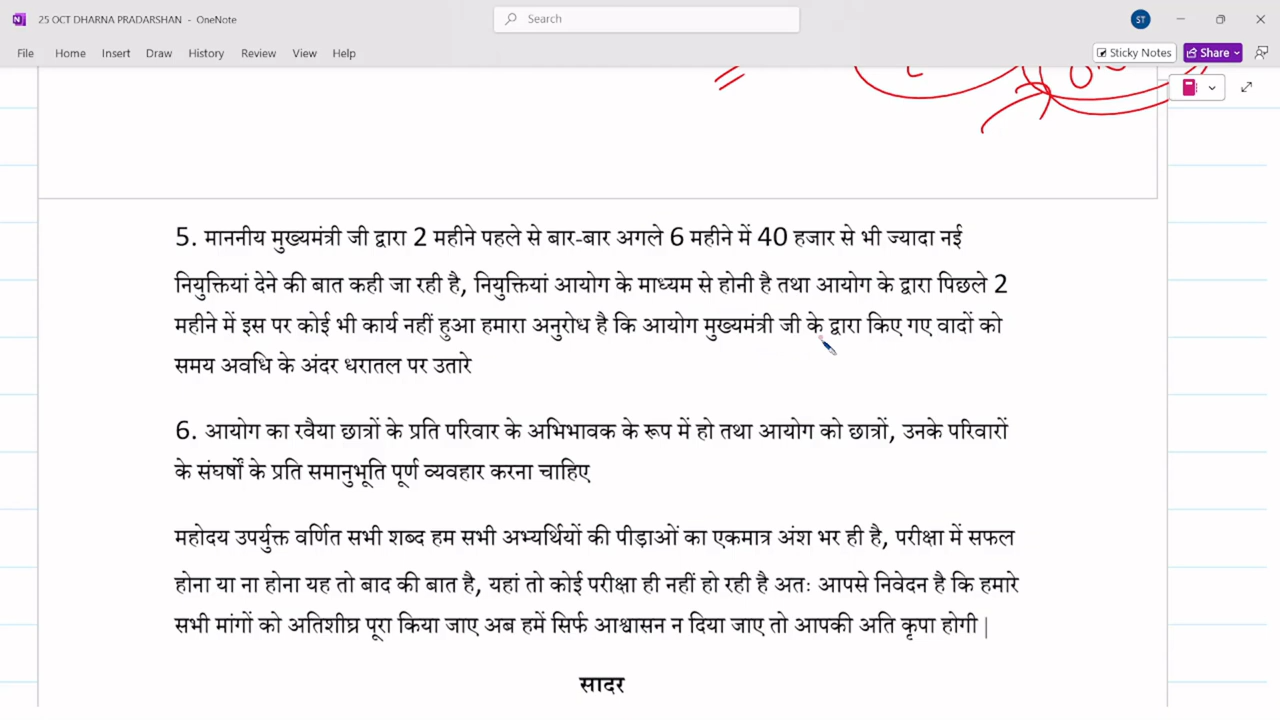 25 OCT DHARNA PRADARSHAN - OneNote
Search
ST
File Home Insert Draw History Review View Help
Sticky Notes
Share
5. माननीय मुख्यमंत्री जी द्वारा 2 महीने पहले से बार-बार अगले 6 महीने में 40 हजार से भी ज्यादा नई
नियुक्तियां देने की बात कही जा रही है, नियुक्तियां आयोग के माध्यम से होनी है तथा आयोग के द्वारा पिछले 2
महीने में इस पर कोई भी कार्य नहीं हुआ हमारा अनुरोध है कि आयोग मुख्यमंत्री जी के द्वारा किए गए वादों को
समय अवधि के अंदर धरातल पर उतारे
6. आयोग का रवैया छात्रों के प्रति परिवार के अभिभावक के रूप में हो तथा आयोग को छात्रों, उनके परिवारों
के संघर्षों के प्रति समानुभूति पूर्ण व्यवहार करना चाहिए
महोदय उपर्युक्त वर्णित सभी शब्द हम सभी अभ्यर्थियों की पीड़ाओं का एकमात्र अंश भर ही है, परीक्षा में सफल
होना या ना होना यह तो बाद की बात है, यहां तो कोई परीक्षा ही नहीं हो रही है अतः आपसे निवेदन है कि हमारे
सभी मांगों को अतिशीघ्र पूरा किया जाए अब हमें सिर्फ आश्वासन न दिया जाए तो आपकी अति कृपा होगी |
सादर